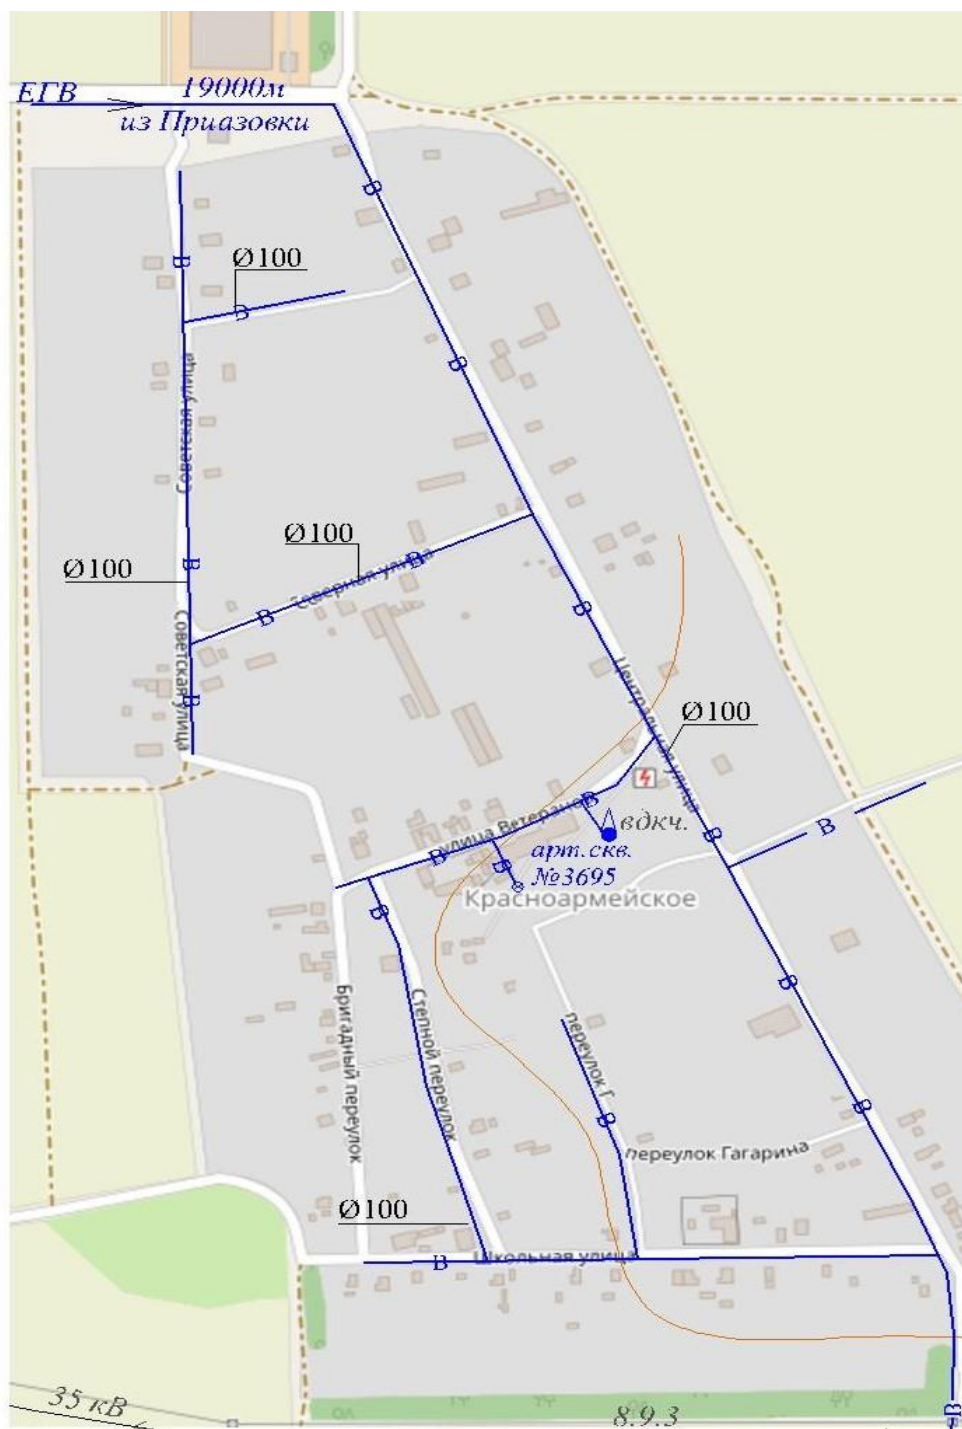 ЕГВ
19000м
из Приазовки
В
В
Ø100
В
В
Советская улица
Ø100
Северная улица
В
В
Ø100
В
В
Советская улица
В
Центральная улица
Ø100
В
улица Ветеранов
В
вдкч.
В
В
арт.скв.
№3695
В
Красноармейское
В
В
Бригадный переулок
Степной переулок
переулок Г
В
В
переулок Гагарина
Ø100
В
Школьная улица
35 кВ
8.9.3
В